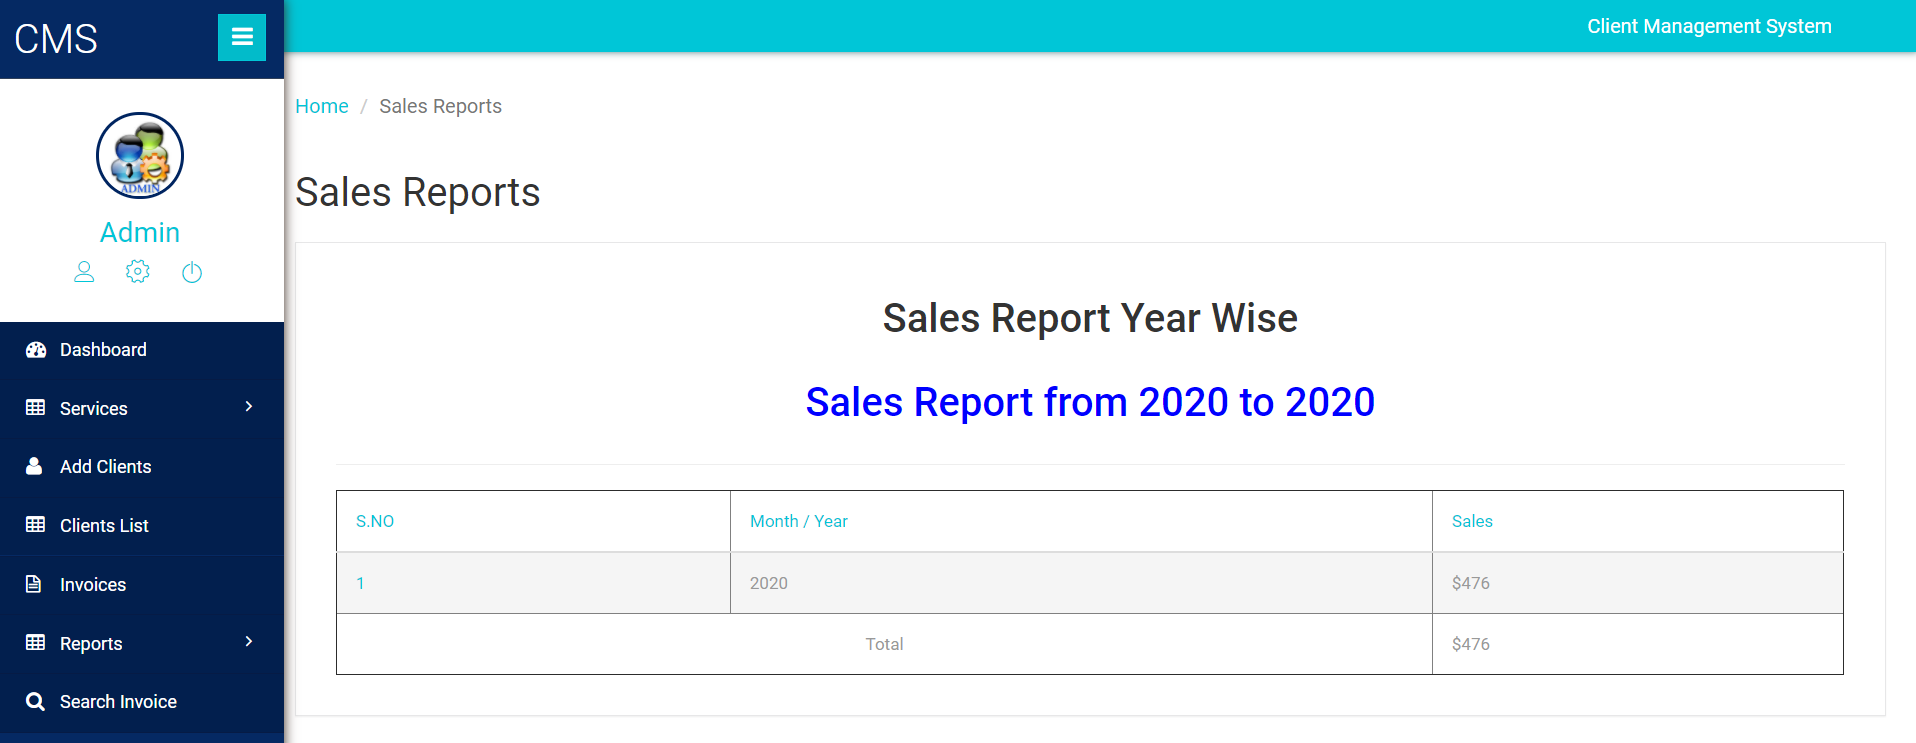 CMS
Client Management System
ADMIN
Admin
Dashboard
Services
Add Clients
Clients List
Invoices
Reports
Search Invoice
Home / Sales Reports
Sales Reports
Sales Report Year Wise
Sales Report from 2020 to 2020
S.NO Month / Year Sales
1 2020 $476
Total $476